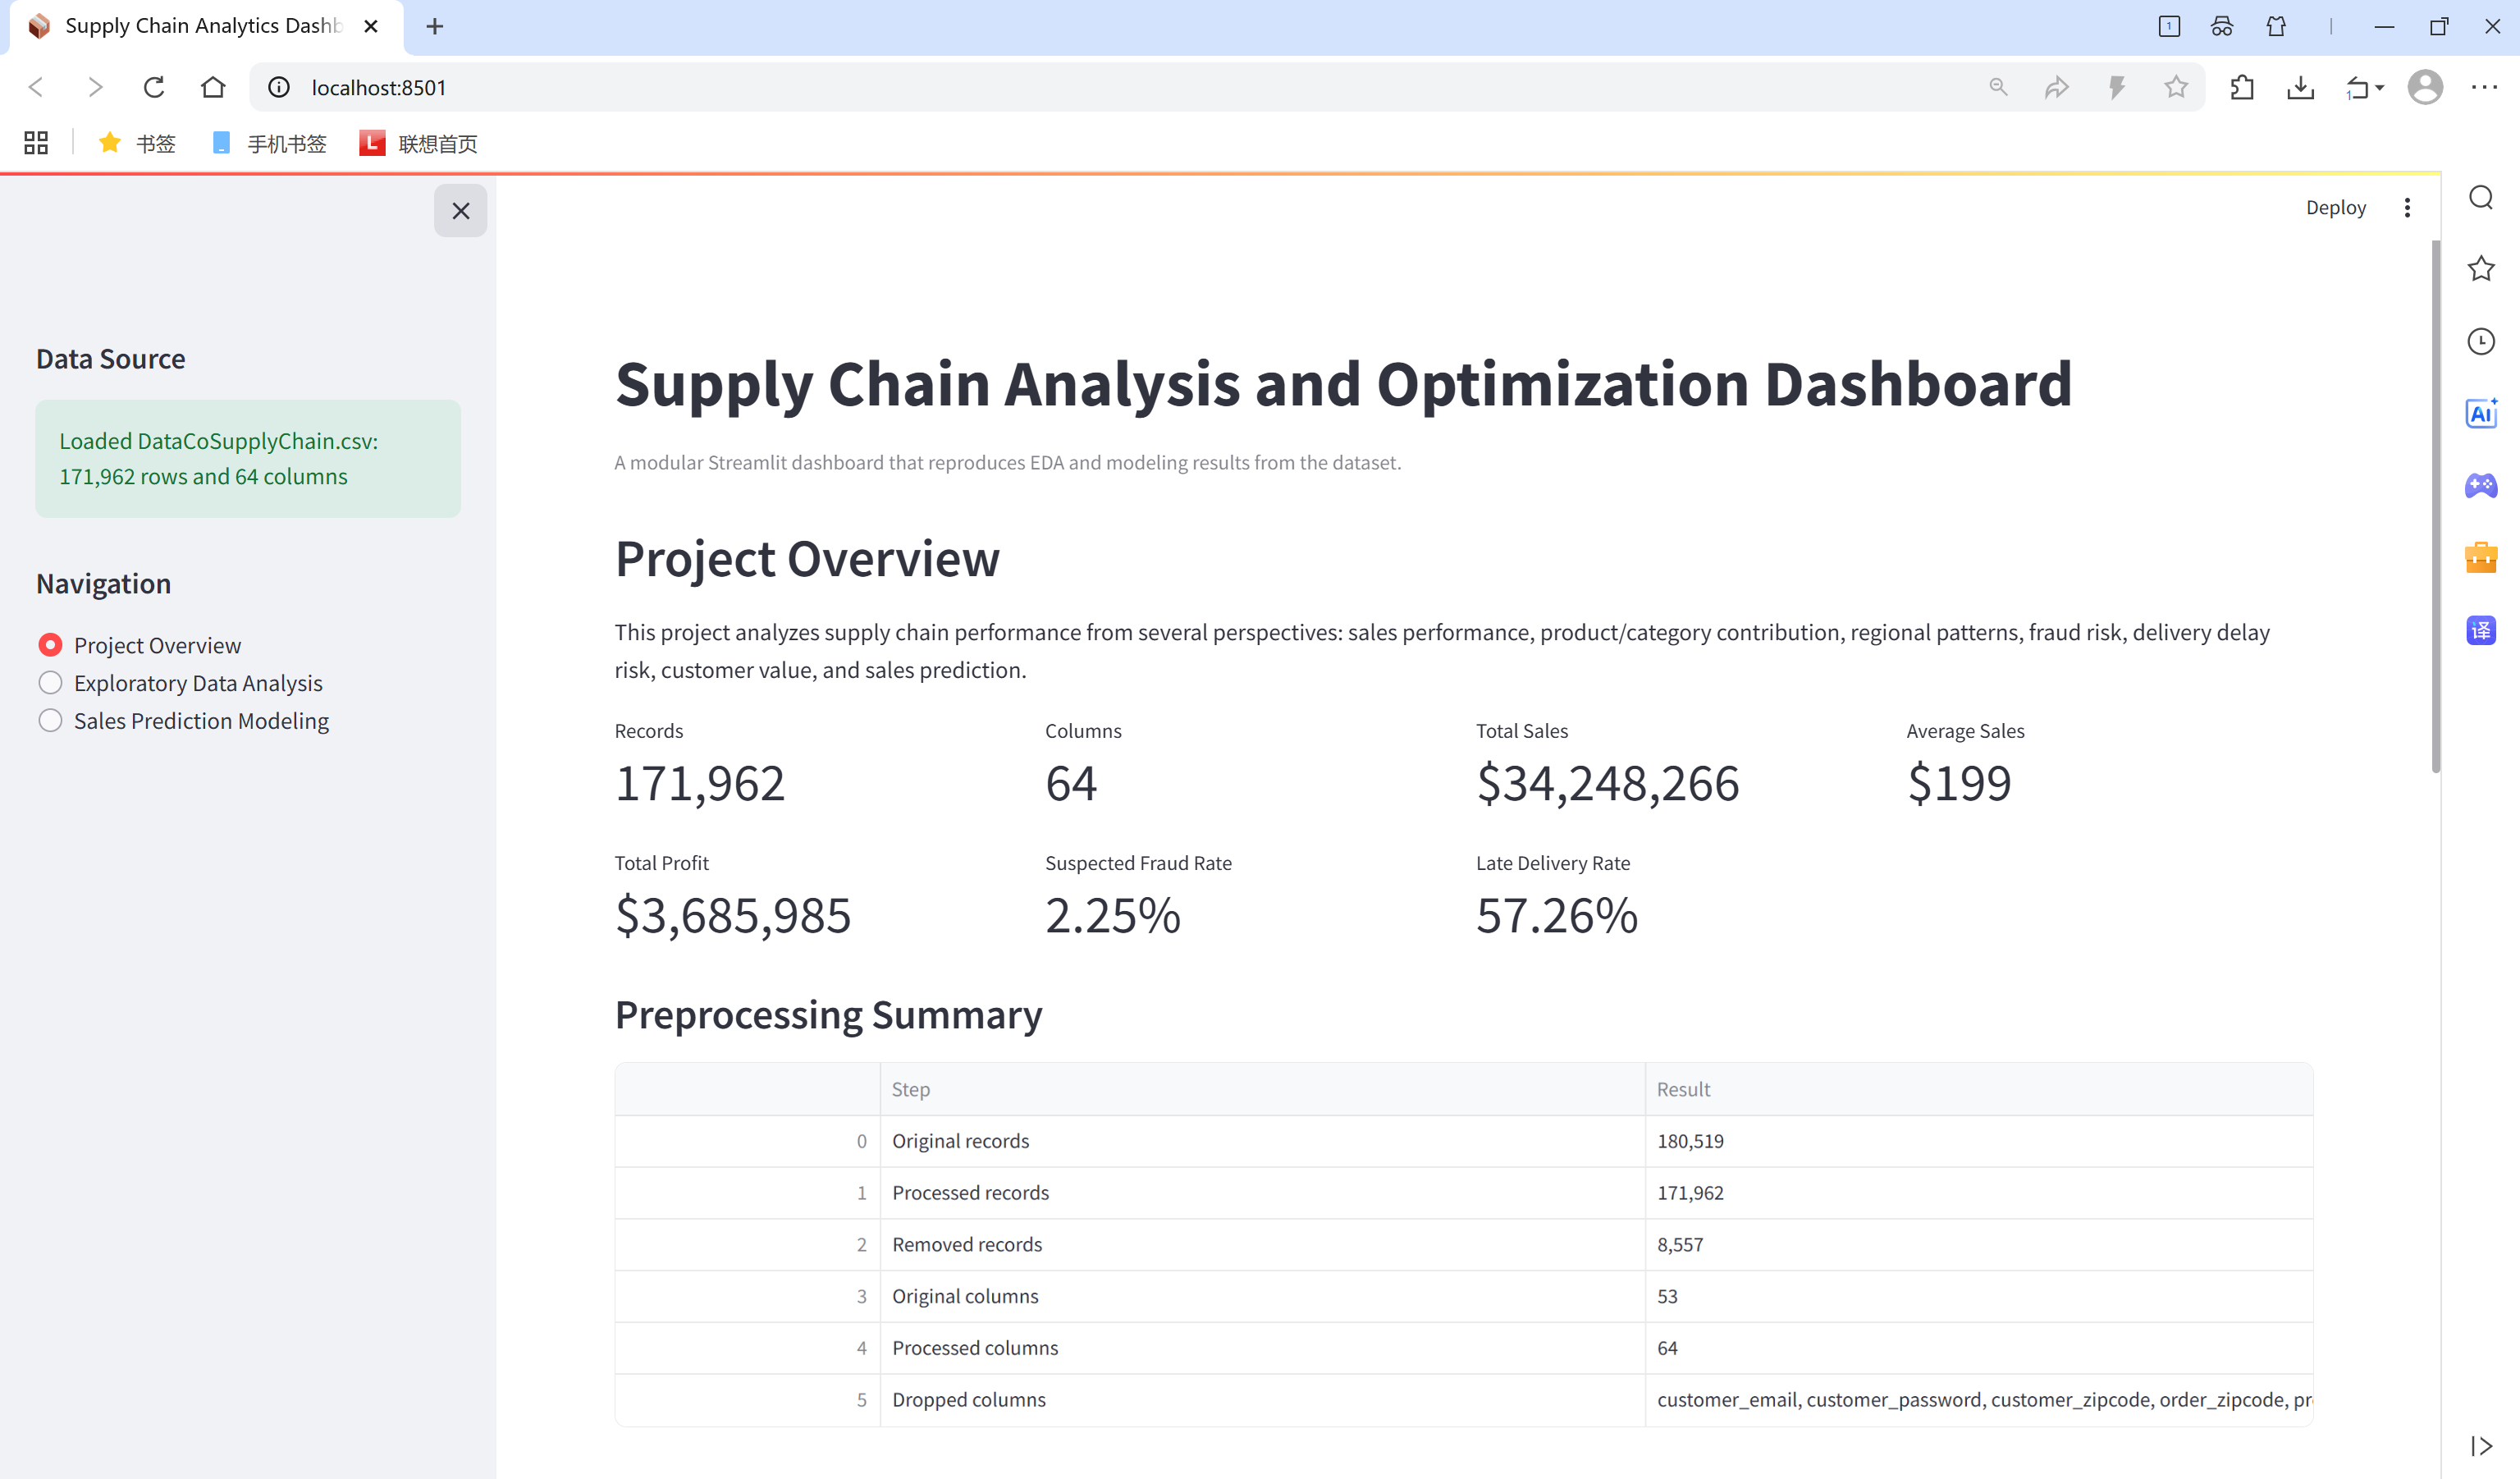 Supply Chain Analytics Dashb
1
localhost:8501
1
书签
手机书签
L 联想首页
Deploy
Data Source
Loaded DataCoSupplyChain.csv:
171,962 rows and 64 columns
Navigation
Project Overview
Exploratory Data Analysis
Sales Prediction Modeling
Supply Chain Analysis and Optimization Dashboard
A modular Streamlit dashboard that reproduces EDA and modeling results from the dataset.
Project Overview
This project analyzes supply chain performance from several perspectives: sales performance, product/category contribution, regional patterns, fraud risk, delivery delay
risk, customer value, and sales prediction.
Records Columns Total Sales Average Sales
171,962 64 $34,248,266 $199
Total Profit Suspected Fraud Rate Late Delivery Rate
$3,685,985 2.25% 57.26%
Preprocessing Summary
Step Result
0 Original records 180,519
1 Processed records 171,962
2 Removed records 8,557
3 Original columns 53
4 Processed columns 64
5 Dropped columns customer_email, customer_password, customer_zipcode, order_zipcode, pr
AI
译